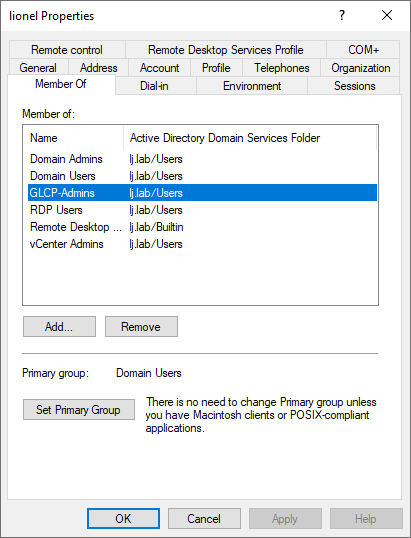 lionel Properties
?
Remote control Remote Desktop Services Profile COM+
General Address Account Profile Telephones Organization
Member Of Dial-in Environment Sessions
Member of:
Name Active Directory Domain Services Folder
Domain Admins lj.lab/Users
Domain Users lj.lab/Users
GLCP-Admins lj.lab/Users
RDP Users lj.lab/Users
Remote Desktop ... lj.lab/Builtin
vCenter Admins lj.lab/Users
Add... Remove
Primary group: Domain Users
Set Primary Group
There is no need to change Primary group unless
you have Macintosh clients or POSIX-compliant
applications.
OK Cancel Apply Help